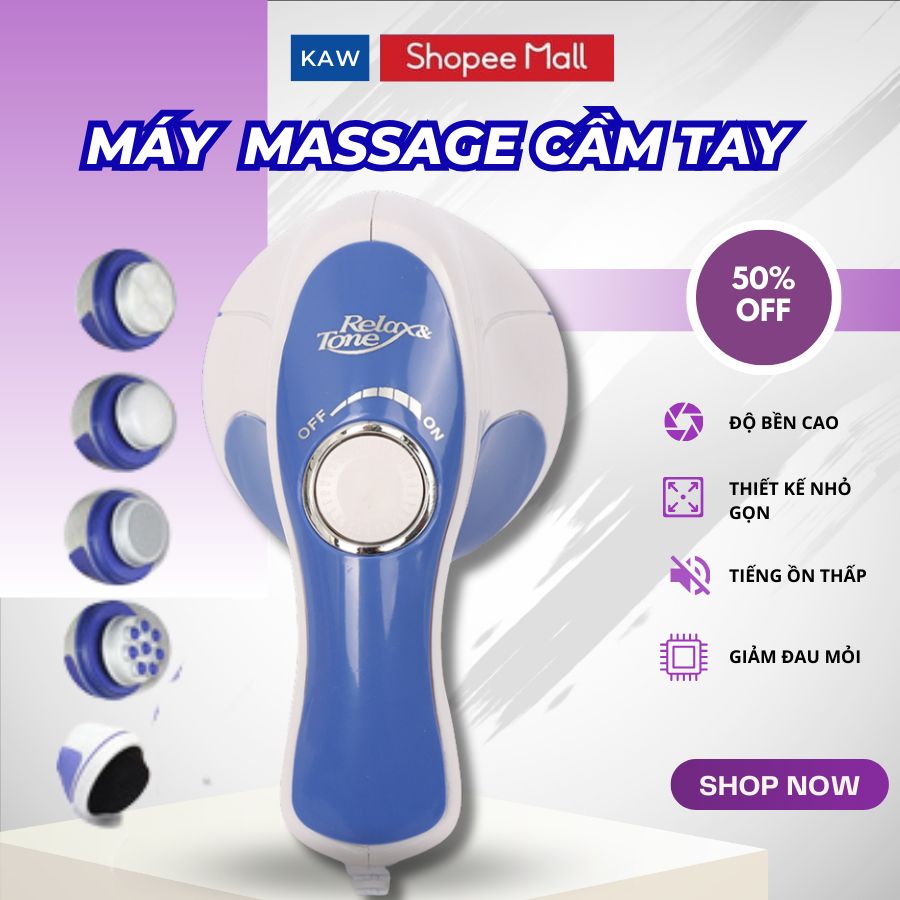 KAW Shopee Mall
MÁY MASSAGE CẦM TAY
50%
OFF
Relax &
Tone
OFF ON
ĐỘ BỀN CAO
THIẾT KẾ NHỎ
GỌN
TIẾNG ỒN THẤP
GIẢM ĐAU MỎI
SHOP NOW